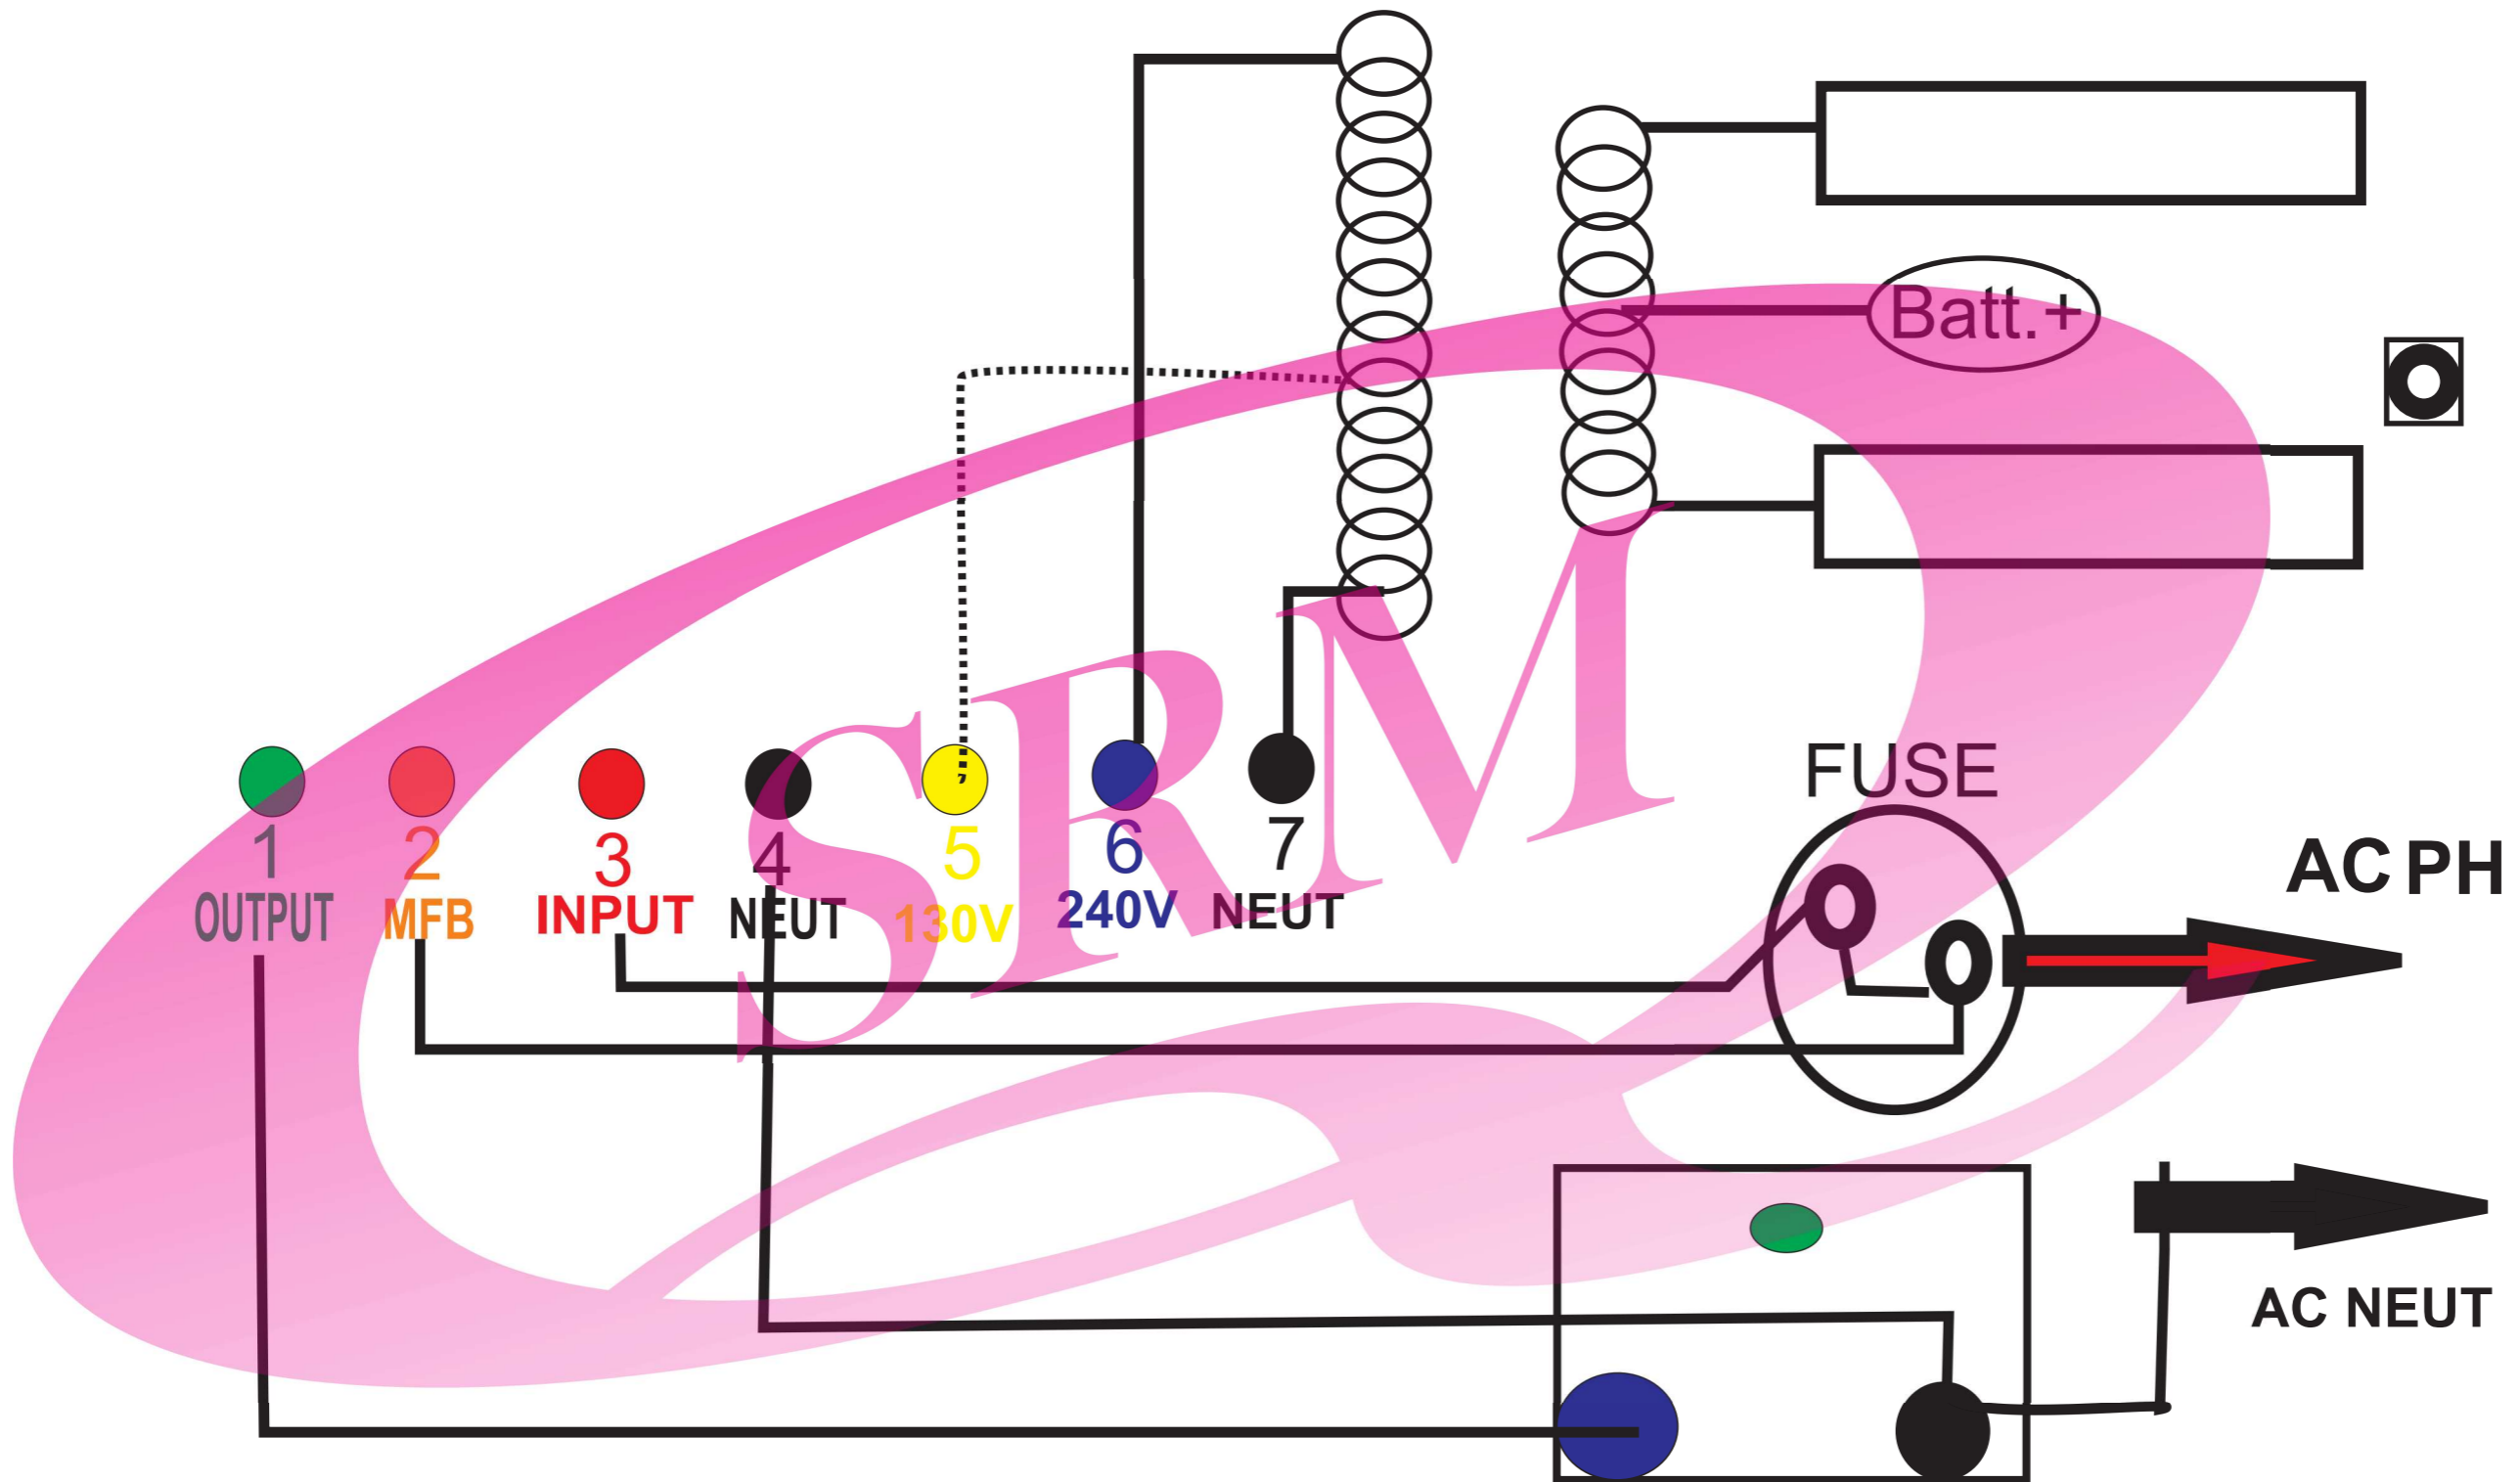 Batt.+
FUSE
AC PH
1 2 3 4 5 6 7
OUTPUT MFB INPUT NEUT 130V 240V NEUT
SRM
AC NEUT